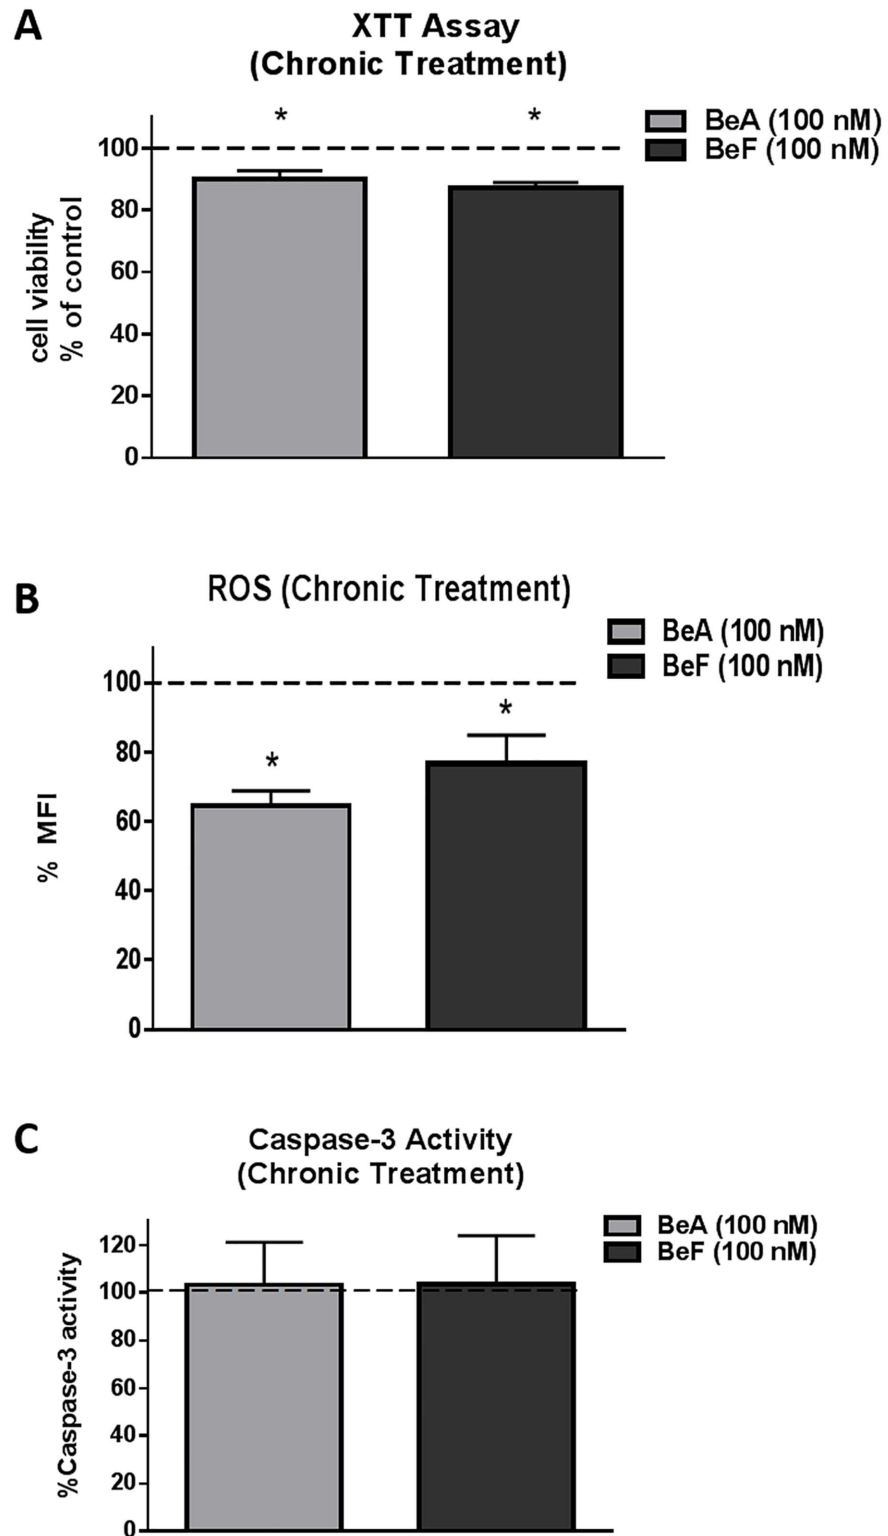 A
XTT Assay
(Chronic Treatment)
*
*
BeA (100 nM)
BeF (100 nM)
100
80
60
40
20
0
cell viability
% of control
B
ROS (Chronic Treatment)
BeA (100 nM)
BeF (100 nM)
*
*
100
80
60
40
20
0
% MFI
C
Caspase-3 Activity
(Chronic Treatment)
BeA (100 nM)
BeF (100 nM)
120
100
80
60
40
20
0
%Caspase-3 activity